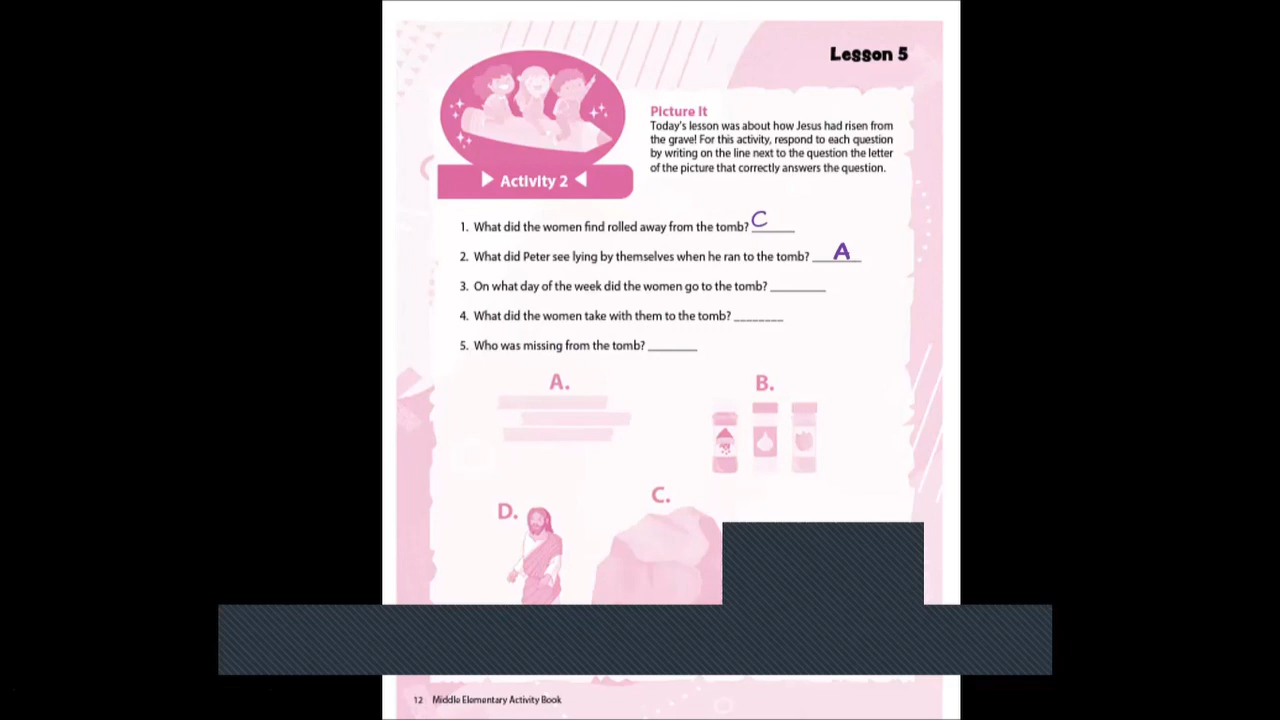 Lesson 5
Picture It
Today's lesson was about how Jesus had risen from
the grave! For this activity, respond to each question
by writing on the line next to the question the letter
of the picture that correctly answers the question.
Activity 2
1. What did the women find rolled away from the tomb? C
2. What did Peter see lying by themselves when he ran to the tomb? A
3. On what day of the week did the women go to the tomb?
4. What did the women take with them to the tomb?
5. Who was missing from the tomb?
A.
B.
C.
D.
12 Middle Elementary Activity Book